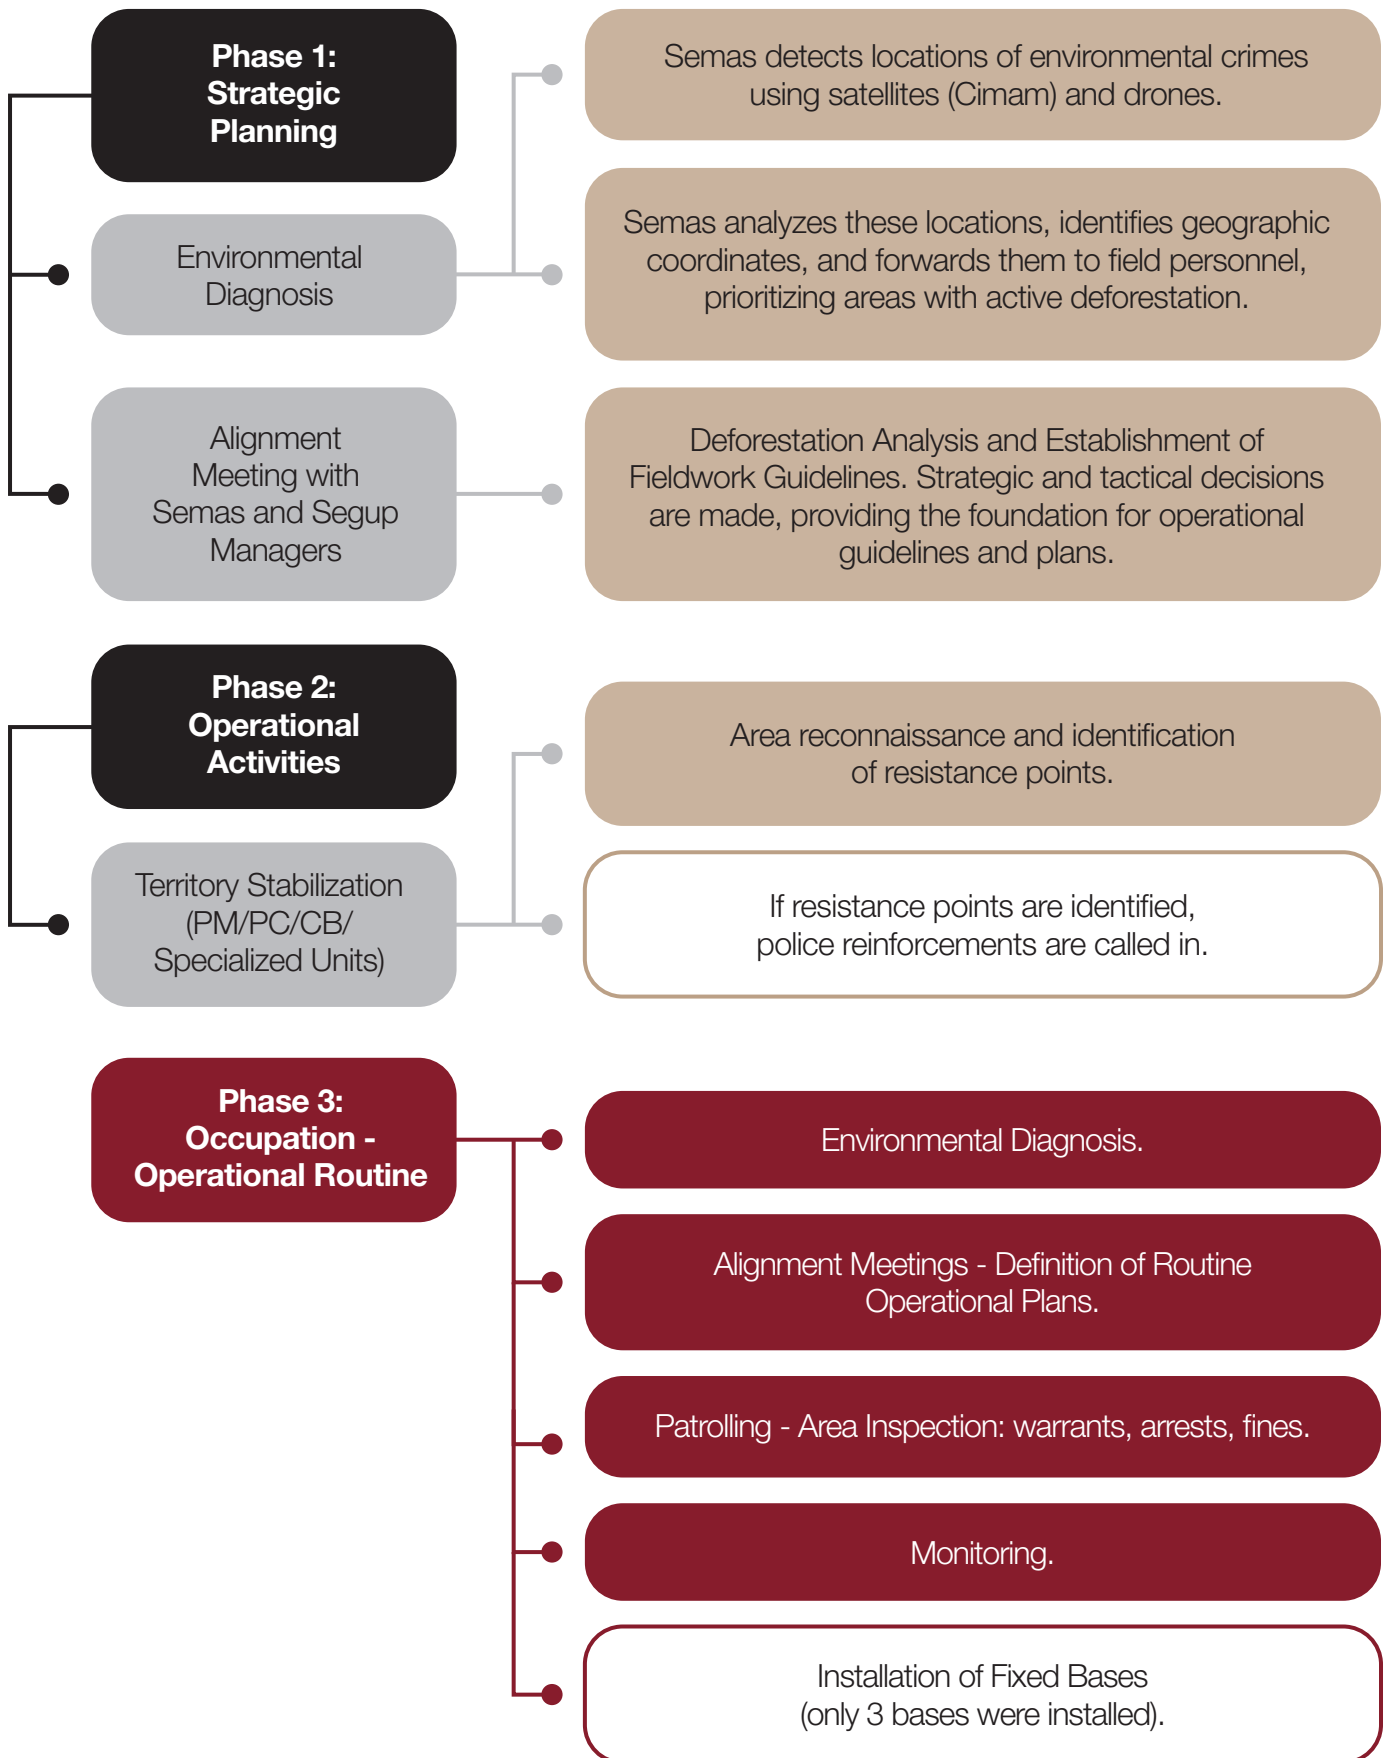 Phase 1:
Strategic
Planning
Semas detects locations of environmental crimes
using satellites (Cimam) and drones.
Environmental
Diagnosis
Semas analyzes these locations, identifies geographic
coordinates, and forwards them to field personnel,
prioritizing areas with active deforestation.
Alignment
Meeting with
Semas and Segup
Managers
Deforestation Analysis and Establishment of
Fieldwork Guidelines. Strategic and tactical decisions
are made, providing the foundation for operational
guidelines and plans.
Phase 2:
Operational
Activities
Area reconnaissance and identification
of resistance points.
Territory Stabilization
(PM/PC/CB/
Specialized Units)
If resistance points are identified,
police reinforcements are called in.
Phase 3:
Occupation -
Operational Routine
Environmental Diagnosis.
Alignment Meetings - Definition of Routine
Operational Plans.
Patrolling - Area Inspection: warrants, arrests, fines.
Monitoring.
Installation of Fixed Bases
(only 3 bases were installed).